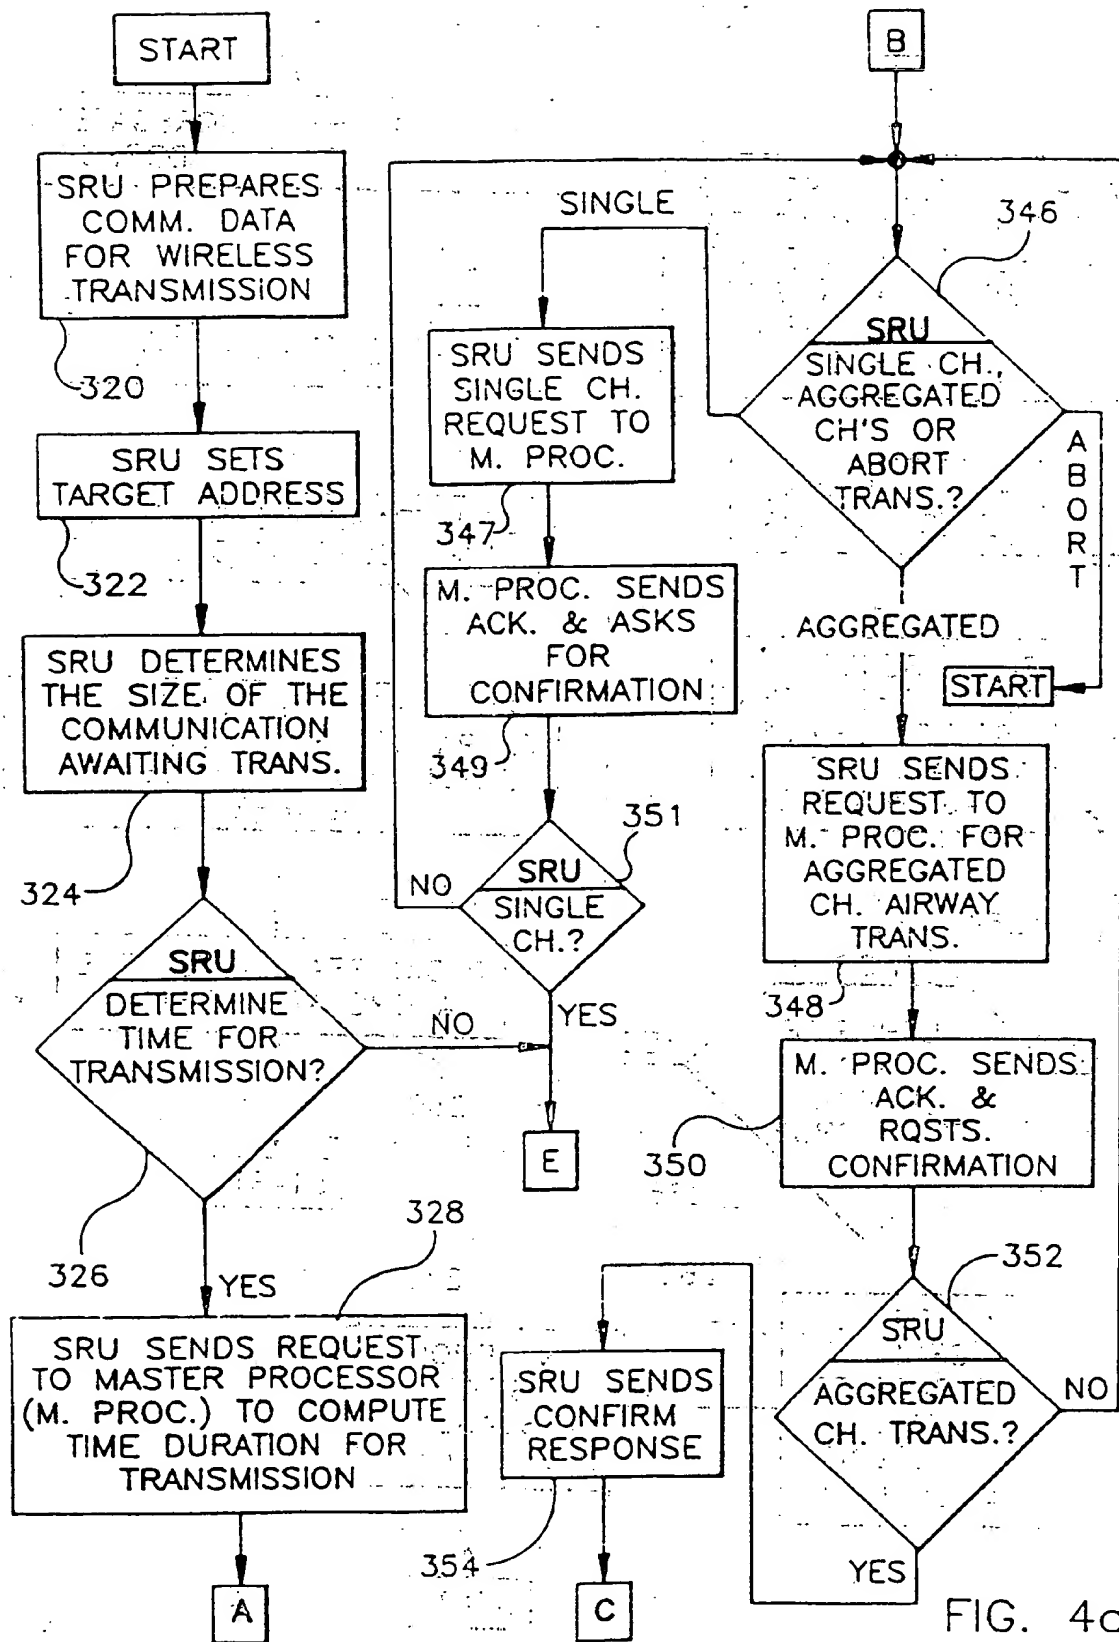 START
SRU PREPARES
COMM. DATA
FOR WIRELESS
TRANSMISSION
320
SRU SETS
TARGET ADDRESS
322
SRU DETERMINES
THE SIZE OF THE
COMMUNICATION
AWAITING TRANS.
324
SRU
DETERMINE
TIME FOR
TRANSMISSION?
NO
326
YES
328
SRU SENDS REQUEST
TO MASTER PROCESSOR
(M. PROC.) TO COMPUTE
TIME DURATION FOR
TRANSMISSION
A
B
346
SRU
SINGLE CH.,
AGGREGATED
CH'S OR
ABORT
TRANS.?
SINGLE
SRU SENDS
SINGLE CH.
REQUEST TO
M. PROC.
347
M. PROC. SENDS
ACK. & ASKS
FOR
CONFIRMATION
349
351
SRU
SINGLE
CH.?
NO
YES
E
ABORT
START
AGGREGATED
SRU SENDS
REQUEST TO
M. PROC. FOR
AGGREGATED
CH. AIRWAY
TRANS.
348
M. PROC. SENDS
ACK. &
RQSTS.
CONFIRMATION
350
352
SRU
AGGREGATED
CH. TRANS.?
NO
YES
SRU SENDS
CONFIRM
RESPONSE
354
C
FIG.